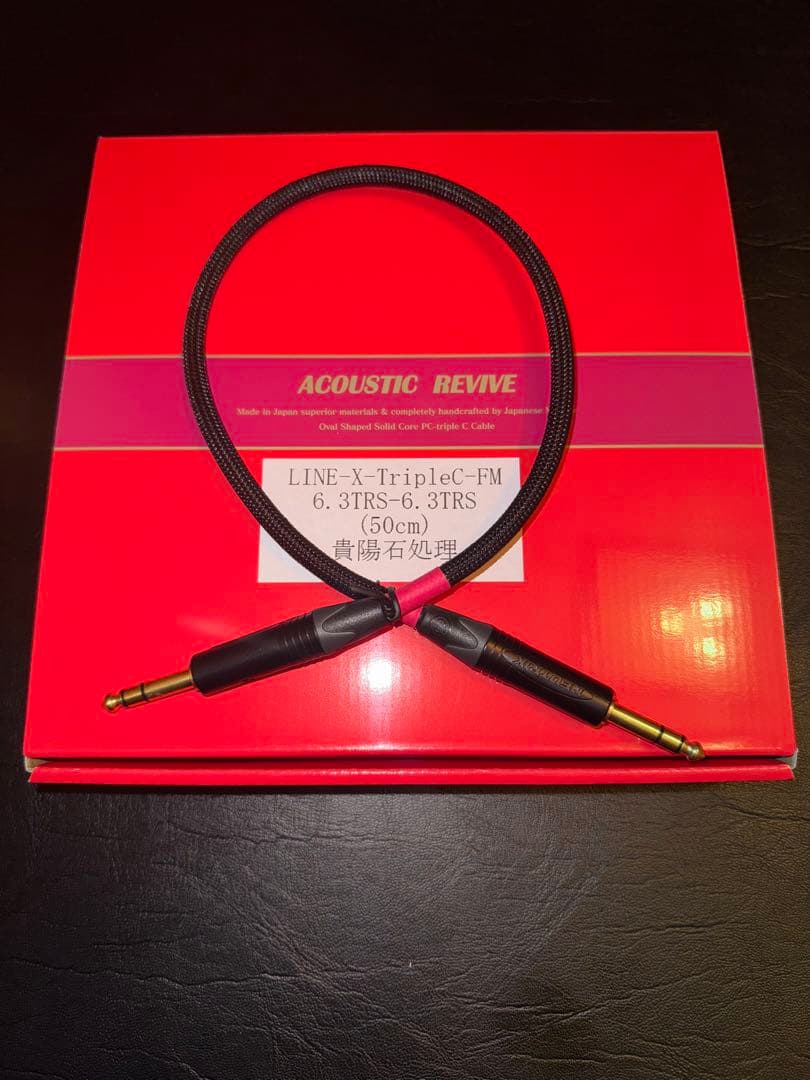 ACOUSTIC REVIVE
Made in Japan superior materials & completely handcrafted by Japanese
Oval Shaped Solid Core PC-triple C Cable
LINE-X-TripleC-FM
6.3TRS-6.3TRS
(50cm)
貴陽石処理